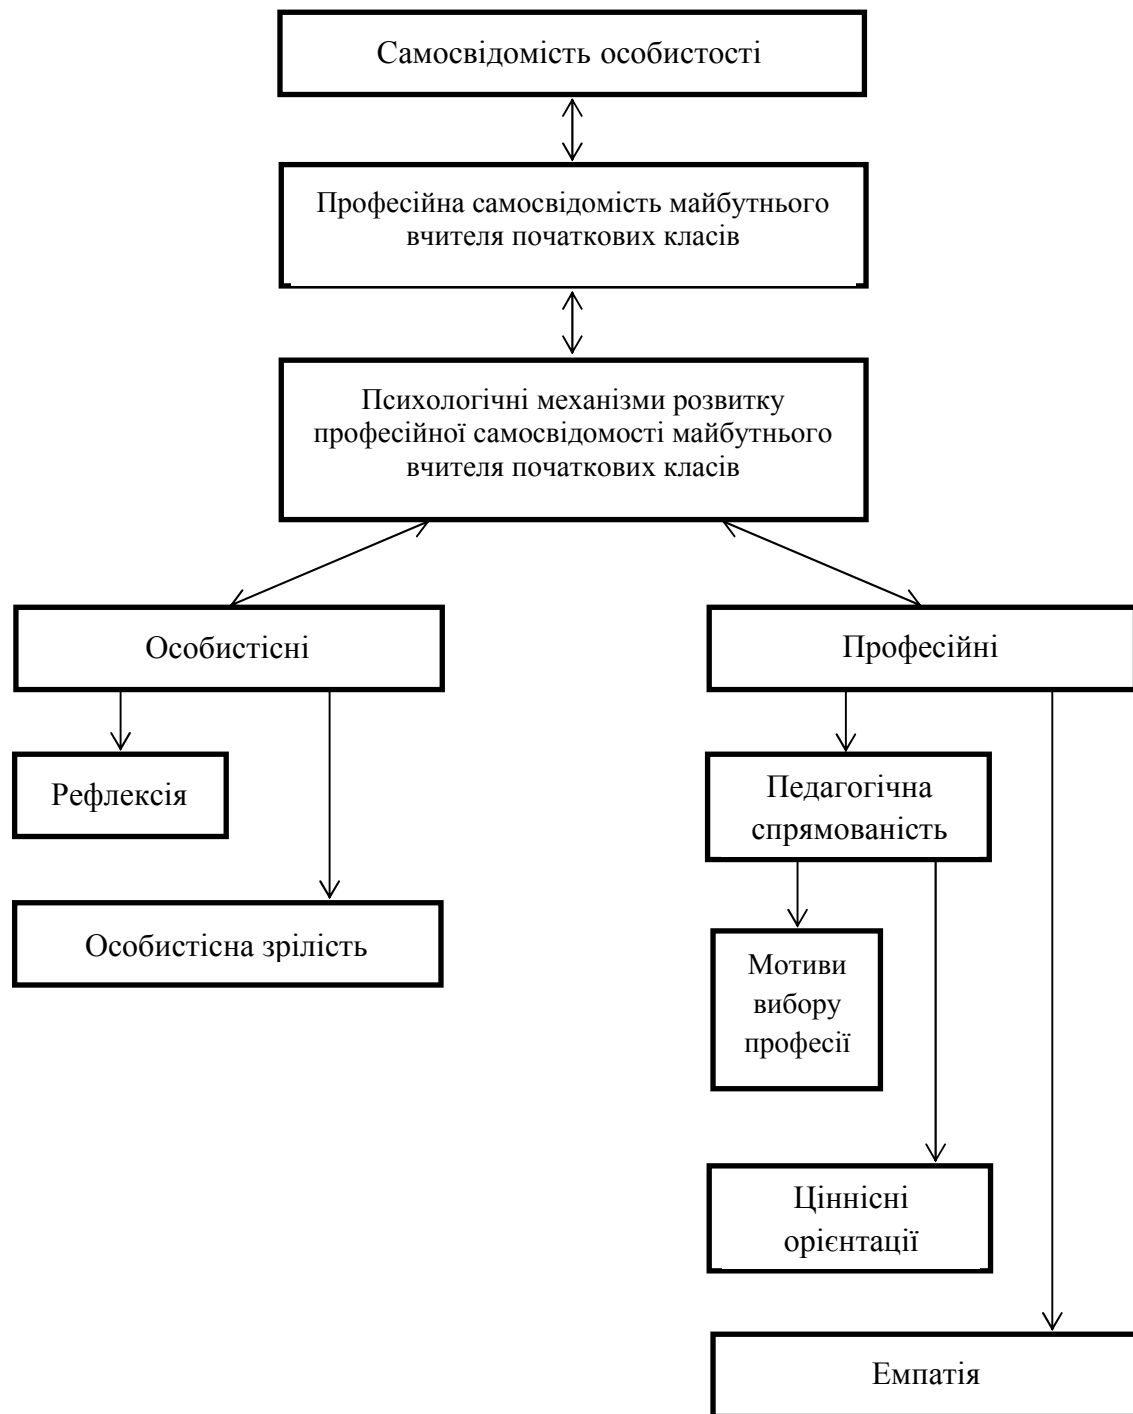 Самосвідомість особистості
Професійна самосвідомість майбутнього
вчителя початкових класів
Психологічні механізми розвитку
професійної самосвідомості майбутнього
вчителя початкових класів
Особистісні
Професійні
Рефлексія
Педагогічна
спрямованість
Особистісна зрілість
Мотиви
вибору
професії
Ціннісні
орієнтації
Емпатія